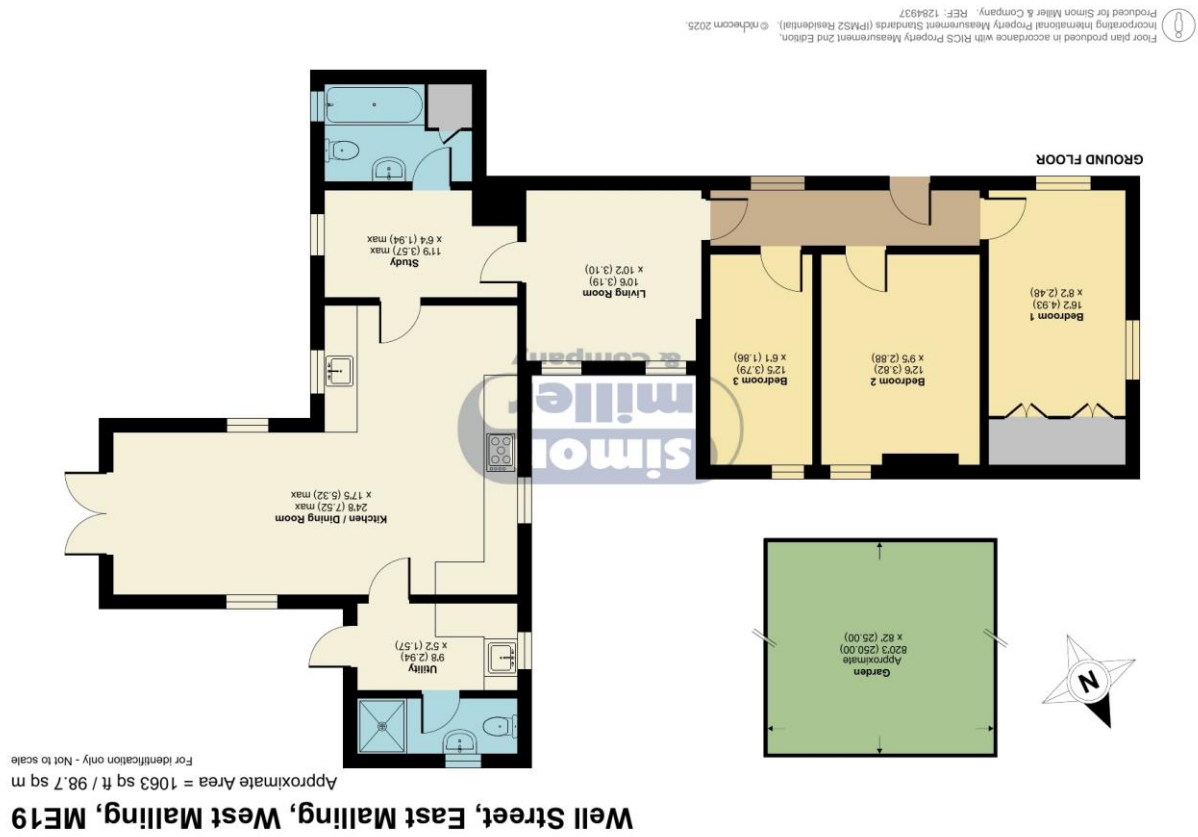 Well Street, East Malling, West Malling, ME19
Approximate Area = 1063 sq ft / 98.7 sq m
For identification only - Not to scale
N
Garden
Approximate
820'3 (250.00)
x 82' (25.00)
Utility
9'8 (2.94)
x 5'2 (1.57)
Kitchen / Dining Room
24'8 (7.52) max
x 17'5 (5.32) max
Bedroom 1
16'2 (4.93)
x 8'2 (2.48)
Bedroom 2
12'6 (3.82)
x 9'5 (2.88)
Bedroom 3
12'5 (3.79)
x 6'1 (1.86)
Living Room
10'6 (3.19)
x 10'2 (3.10)
Study
11'9 (3.57) max
x 6'4 (1.94) max
simon
miller
& company
GROUND FLOOR
Floor plan produced in accordance with RICS Property Measurement 2nd Edition,
Incorporating International Property Measurement Standards (IPMS2 Residential). © nichecom 2025.
Produced for Simon Miller & Company. REF: 1284937